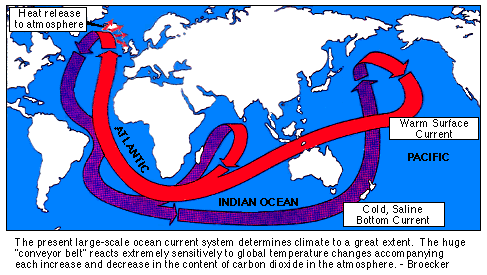 Heat release
to atmosphere
ATLANTIC
Warm Surface
Current
PACIFIC
INDIAN OCEAN
Cold, Saline
Bottom Current
The present large-scale ocean current system determines climate to a great extent. The huge
"conveyor belt" reacts extremely sensitively to global temperature changes accompanying
each increase and decrease in the content of carbon dioxide in the atmosphere. - Broecker